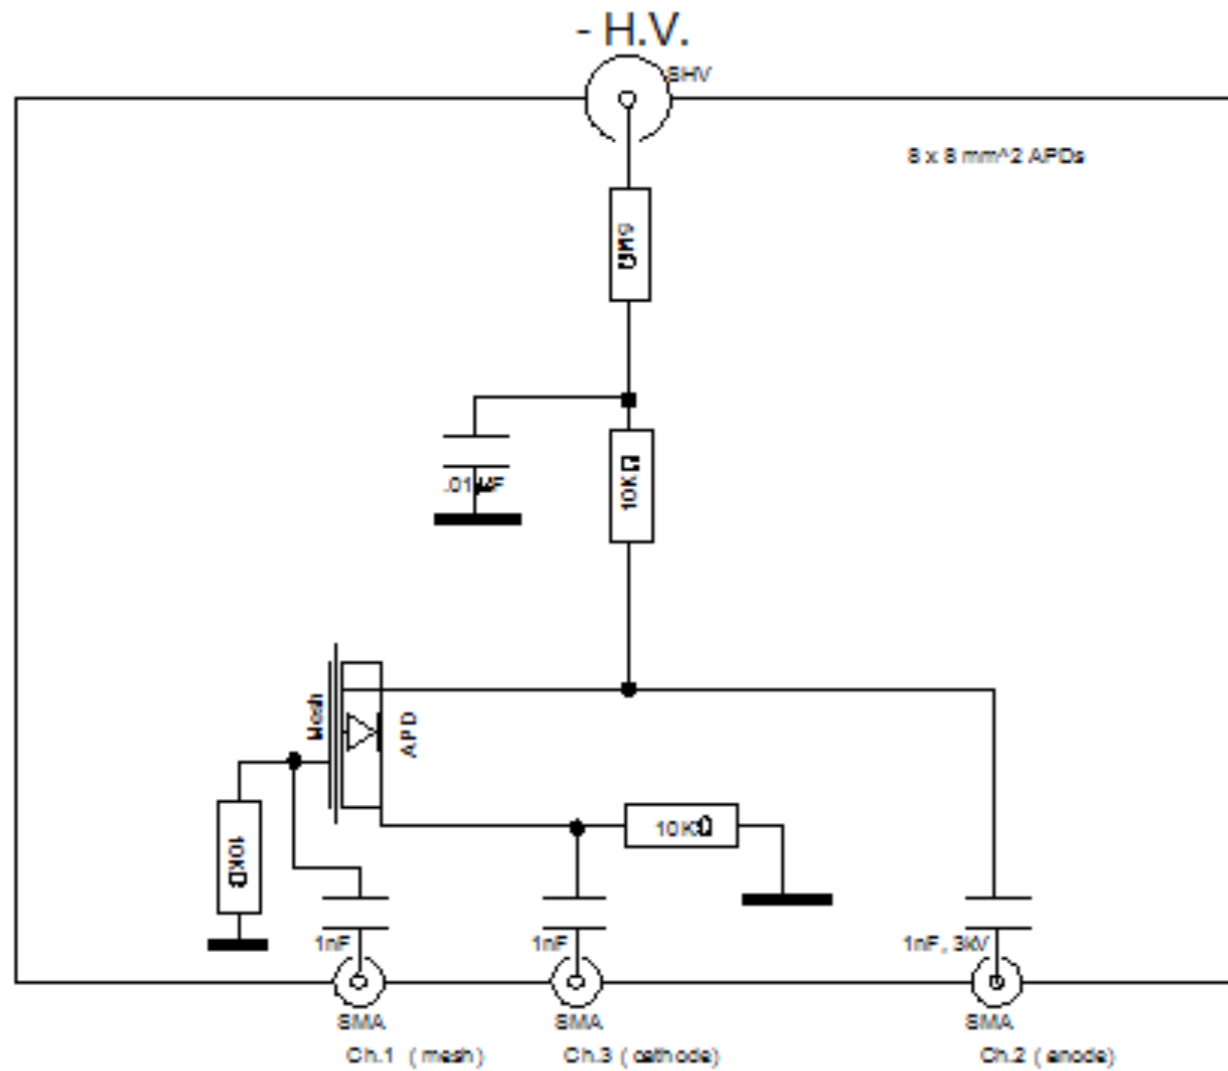 - H.V.
SHV
8 x 8 mm^2 APDs
10KΩ
.01µF
Mesh
APD
10KΩ
10KΩ
1nF
1nF
1nF, 3kV
SMA
SMA
SMA
Ch.1 ( mesh)
Ch.3 ( cathode)
Ch.2 ( anode)